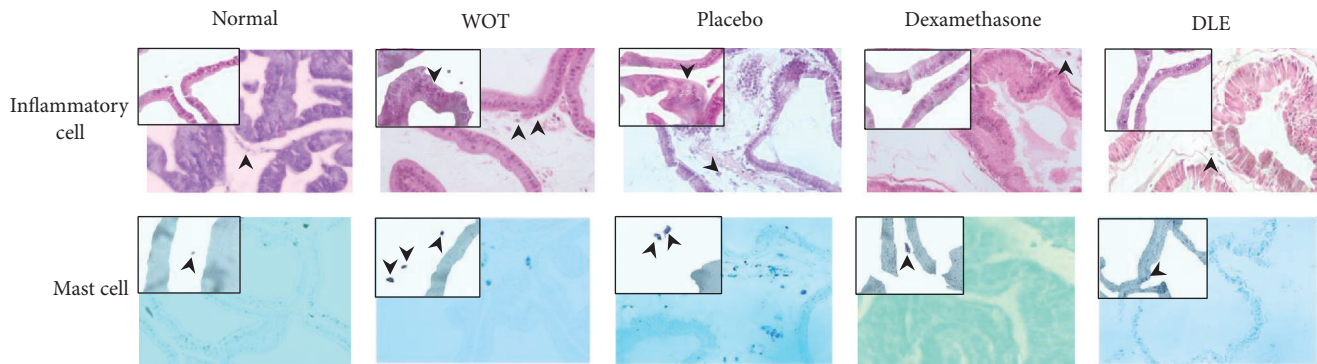 Normal
WOT
Placebo
Dexamethasone
DLE
Inflammatory
cell
Mast cell